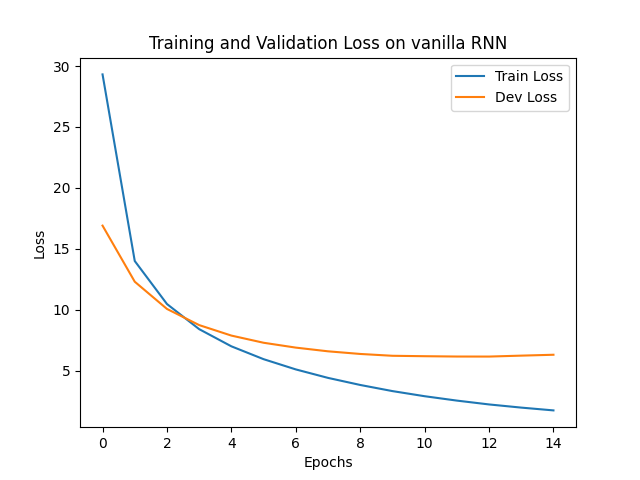 Training and Validation Loss on vanilla RNN
Train Loss
Dev Loss
30
25
20
15
10
5
Loss
0 2 4 6 8 10 12 14
Epochs